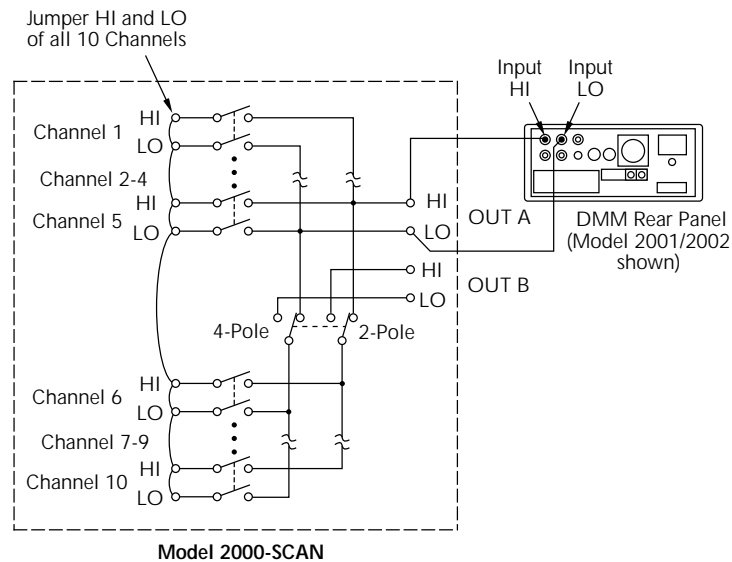 Jumper HI and LO
of all 10 Channels
Input
HI
Input
LO
Channel 1
HI
LO
Channel 2-4
Channel 5
HI
LO
HI
LO
OUT A
HI
LO
OUT B
DMM Rear Panel
(Model 2001/2002
shown)
4-Pole
2-Pole
Channel 6
HI
LO
Channel 7-9
Channel 10
HI
LO
Model 2000-SCAN